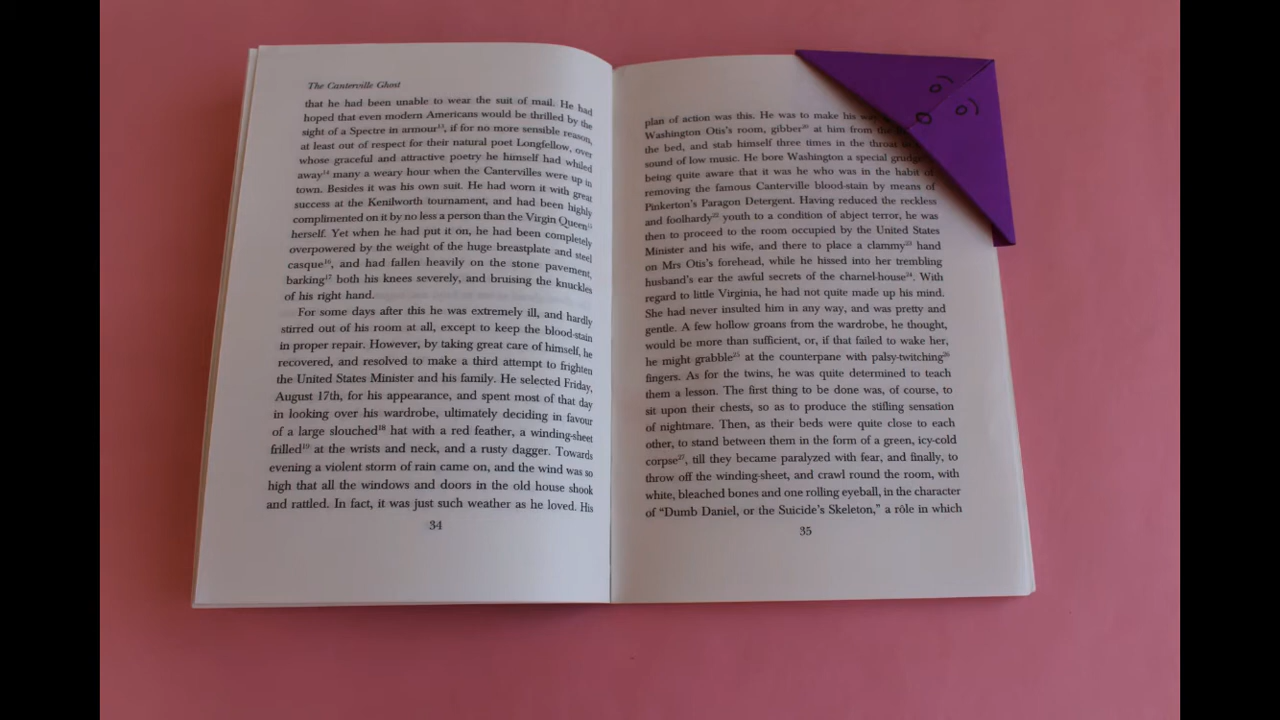 The Canterville Ghost
that he had been unable to wear the suit of mail. He had
hoped that even modern Americans would be thrilled by the
sight of a Spectre in armour¹³, if for no more sensible reason,
at least out of respect for their natural poet Longfellow, over
whose graceful and attractive poetry he himself had whiled
away¹⁴ many a weary hour when the Cantervilles were up in
town. Besides it was his own suit. He had worn it with great
success at the Kenilworth tournament, and had been highly
complimented on it by no less a person than the Virgin Queen¹⁵
herself. Yet when he had put it on, he had been completely
overpowered by the weight of the huge breastplate and steel
casque¹⁶, and had fallen heavily on the stone pavement,
barking¹⁷ both his knees severely, and bruising the knuckles
of his right hand.
For some days after this he was extremely ill, and hardly
stirred out of his room at all, except to keep the blood-stain
in proper repair. However, by taking great care of himself, he
recovered, and resolved to make a third attempt to frighten
the United States Minister and his family. He selected Friday,
August 17th, for his appearance, and spent most of that day
in looking over his wardrobe, ultimately deciding in favour
of a large slouched¹⁸ hat with a red feather, a winding-sheet
frilled¹⁹ at the wrists and neck, and a rusty dagger. Towards
evening a violent storm of rain came on, and the wind was so
high that all the windows and doors in the old house shook
and rattled. In fact, it was just such weather as he loved. His
34
plan of action was this. He was to make his
Washington Otis's room, gibber²⁰ at him from the
the bed, and stab himself three times in the throat
sound of low music. He bore Washington a special grudge,
being quite aware that it was he who was in the habit of
removing the famous Canterville blood-stain by means of
Pinkerton's Paragon Detergent. Having reduced the reckless
and foolhardy²² youth to a condition of abject terror, he was
then to proceed to the room occupied by the United States
Minister and his wife, and there to place a clammy²³ hand
on Mrs Otis's forehead, while he hissed into her trembling
husband's ear the awful secrets of the charnel-house²⁴. With
regard to little Virginia, he had not quite made up his mind.
She had never insulted him in any way, and was pretty and
gentle. A few hollow groans from the wardrobe, he thought,
would be more than sufficient, or, if that failed to wake her,
he might grabble²⁵ at the counterpane with palsy-twitching²⁶
fingers. As for the twins, he was quite determined to teach
them a lesson. The first thing to be done was, of course, to
sit upon their chests, so as to produce the stifling sensation
of nightmare. Then, as their beds were quite close to each
other, to stand between them in the form of a green, icy-cold
corpse²⁷, till they became paralyzed with fear, and finally, to
throw off the winding-sheet, and crawl round the room, with
white, bleached bones and one rolling eyeball, in the character
of “Dumb Daniel, or the Suicide's Skeleton,” a rôle in which
35